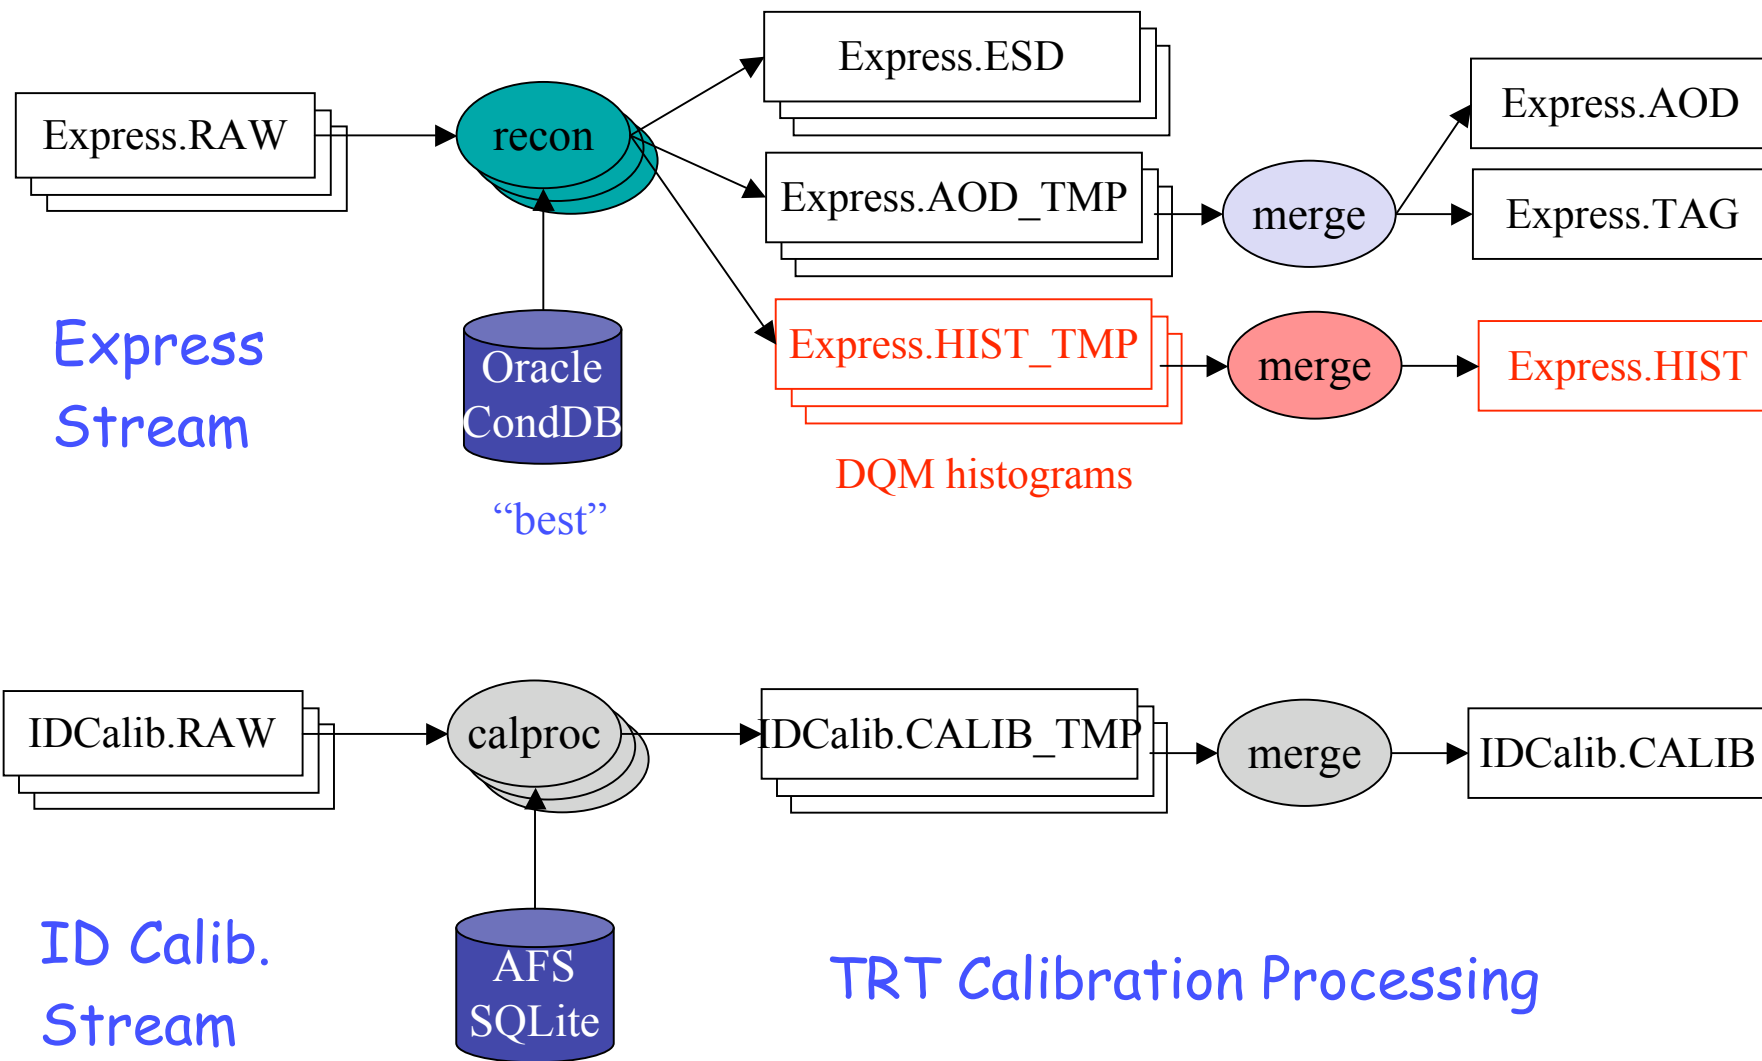 Express.ESD
Express.AOD
Express.RAW
recon
Express.AOD_TMP
merge
Express.TAG
Express
Stream
Oracle
CondDB
"best"
Express.HIST_TMP
merge
Express.HIST
DQM histograms
IDCalib.RAW
calproc
IDCalib.CALIB_TMP
merge
IDCalib.CALIB
ID Calib.
Stream
AFS
SQLite
TRT Calibration Processing